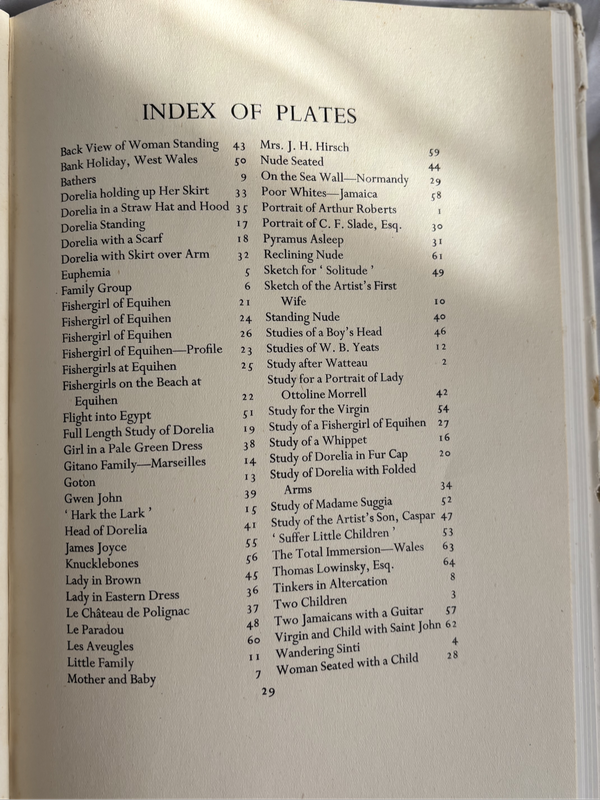 INDEX OF PLATES
Back View of Woman Standing 43
Bank Holiday, West Wales 50
Bathers 9
Dorelia holding up Her Skirt 33
Dorelia in a Straw Hat and Hood 35
Dorelia Standing 17
Dorelia with a Scarf 18
Dorelia with Skirt over Arm 32
Euphemia 5
Family Group 6
Fishergirl of Equihen 21
Fishergirl of Equihen 24
Fishergirl of Equihen 26
Fishergirl of Equihen—Profile 23
Fishergirls at Equihen 25
Fishergirls on the Beach at
Equihen 22
Flight into Egypt 51
Full Length Study of Dorelia 19
Girl in a Pale Green Dress 38
Gitano Family—Marseilles 14
Goton 13
Gwen John 39
‘ Hark the Lark ’ 15
Head of Dorelia 41
James Joyce 55
Knucklebones 56
Lady in Brown 45
Lady in Eastern Dress 36
Le Château de Polignac 37
Le Paradou 48
Les Aveugles 60
Little Family 11
Mother and Baby 7
Mrs. J. H. Hirsch 59
Nude Seated 44
On the Sea Wall—Normandy 29
Poor Whites—Jamaica 58
Portrait of Arthur Roberts 1
Portrait of C. F. Slade, Esq. 30
Pyramus Asleep 31
Reclining Nude 61
Sketch for ‘ Solitude ’ 49
Sketch of the Artist's First
Wife 10
Standing Nude 40
Studies of a Boy's Head 46
Studies of W. B. Yeats 12
Study after Watteau 2
Study for a Portrait of Lady
Ottoline Morrell 42
Study for the Virgin 54
Study of a Fishergirl of Equihen 27
Study of a Whippet 16
Study of Dorelia in Fur Cap 20
Study of Dorelia with Folded
Arms 34
Study of Madame Suggia 52
Study of the Artist's Son, Caspar 47
‘ Suffer Little Children ’ 53
The Total Immersion—Wales 63
Thomas Lowinsky, Esq. 64
Tinkers in Altercation 8
Two Children 3
Two Jamaicans with a Guitar 57
Virgin and Child with Saint John 62
Wandering Sinti 4
Woman Seated with a Child 28
29